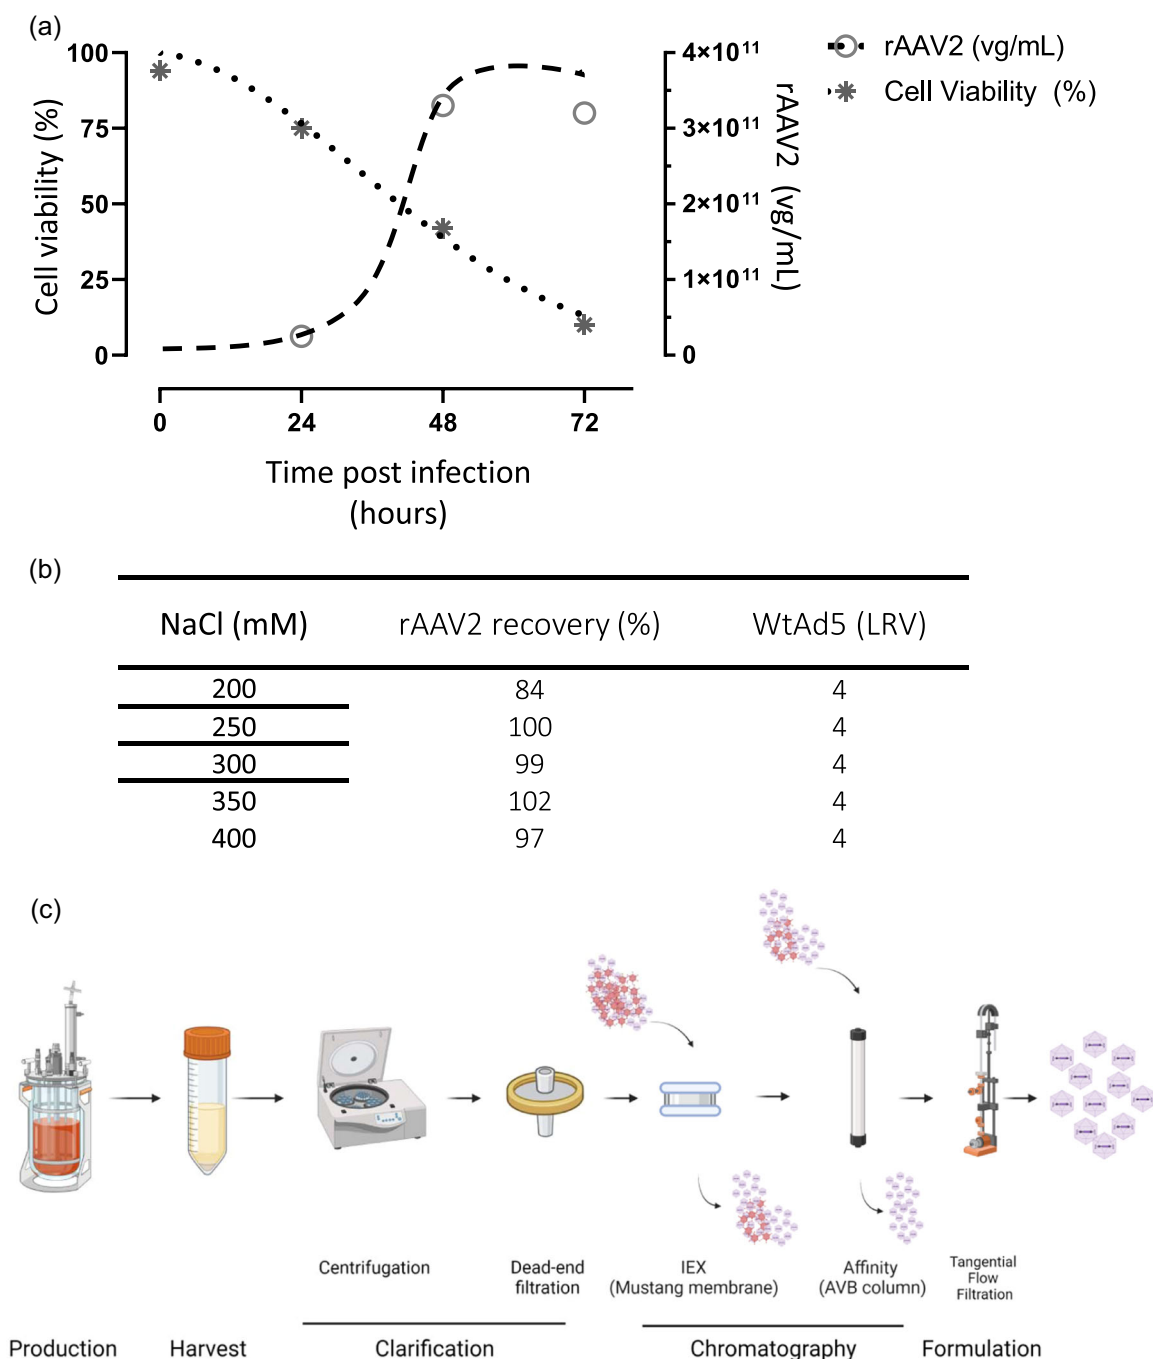 (a)
100
75
50
25
0
Cell viability (%)
4×10¹¹
3×10¹¹
2×10¹¹
1×10¹¹
0
rAAV2 (vg/mL)
rAAV2 (vg/mL)
Cell Viability (%)
0 24 48 72
Time post infection
(hours)
(b)
NaCl (mM) rAAV2 recovery (%) WtAd5 (LRV)
200 84 4
250 100 4
300 99 4
350 102 4
400 97 4
(c)
Centrifugation
Dead-end
filtration
IEX
(Mustang membrane)
Affinity
(AVB column)
Tangential
Flow
Filtration
Production Harvest Clarification Chromatography Formulation